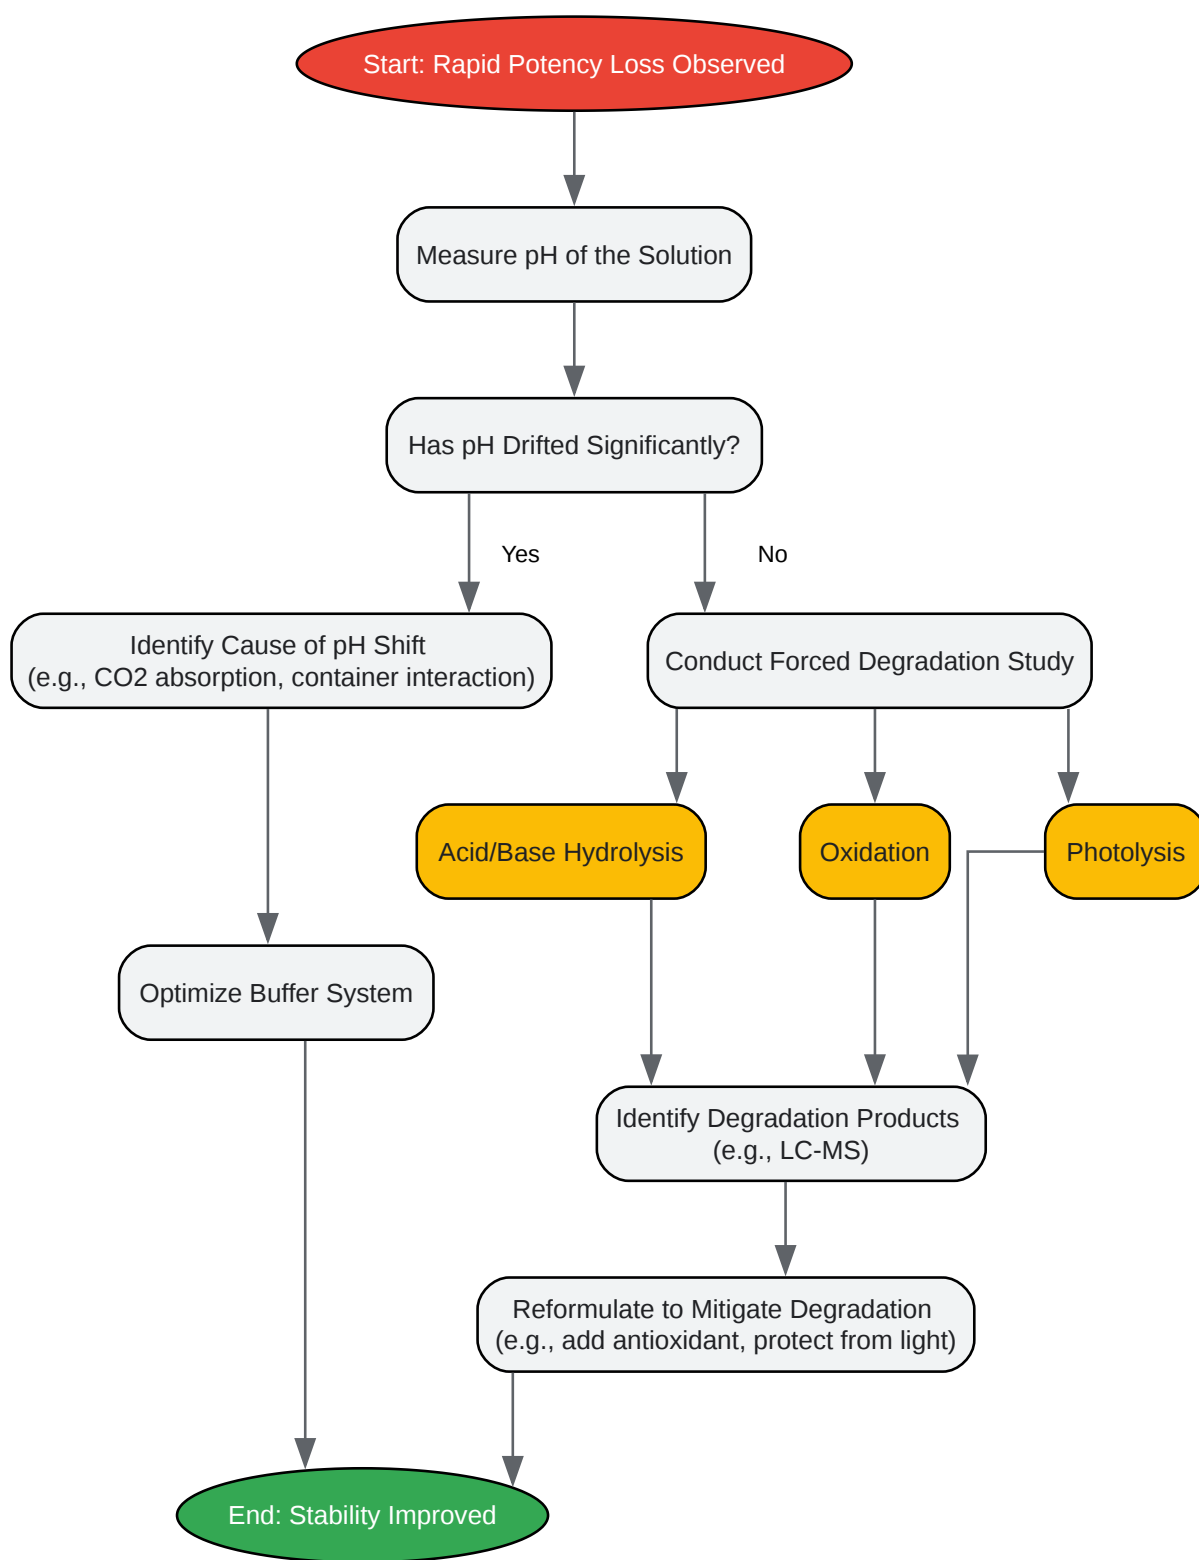 Start: Rapid Potency Loss Observed
Measure pH of the Solution
Has pH Drifted Significantly?
Yes
No
Identify Cause of pH Shift
(e.g., CO2 absorption, container interaction)
Conduct Forced Degradation Study
Acid/Base Hydrolysis
Oxidation
Photolysis
Optimize Buffer System
Identify Degradation Products
(e.g., LC-MS)
Reformulate to Mitigate Degradation
(e.g., add antioxidant, protect from light)
End: Stability Improved